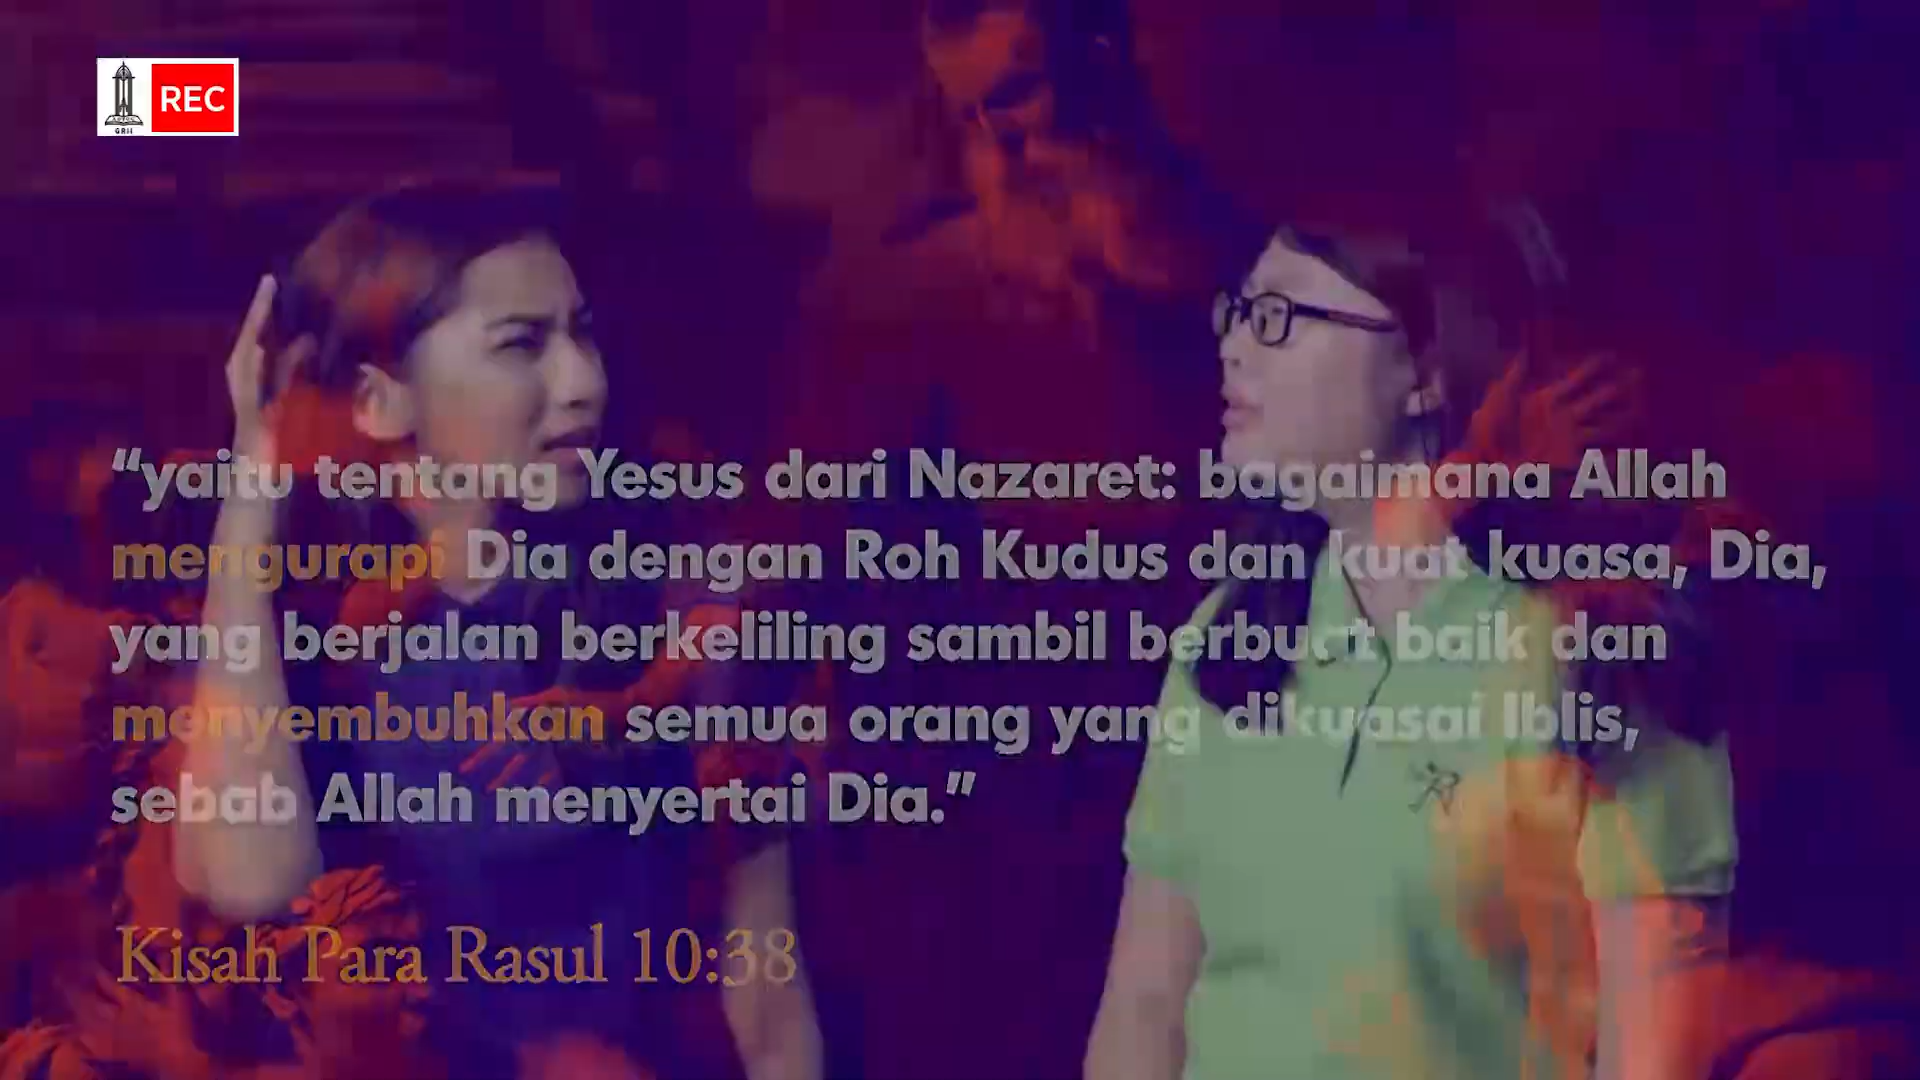 GRII
REC
“yaitu tentang Yesus dari Nazaret: bagaimana Allah
mengurapi Dia dengan Roh Kudus dan kuat kuasa, Dia,
yang berjalan berkeliling sambil berbuat baik dan
menyembuhkan semua orang yang dikuasai Iblis,
sebab Allah menyertai Dia.”
Kisah Para Rasul 10:38